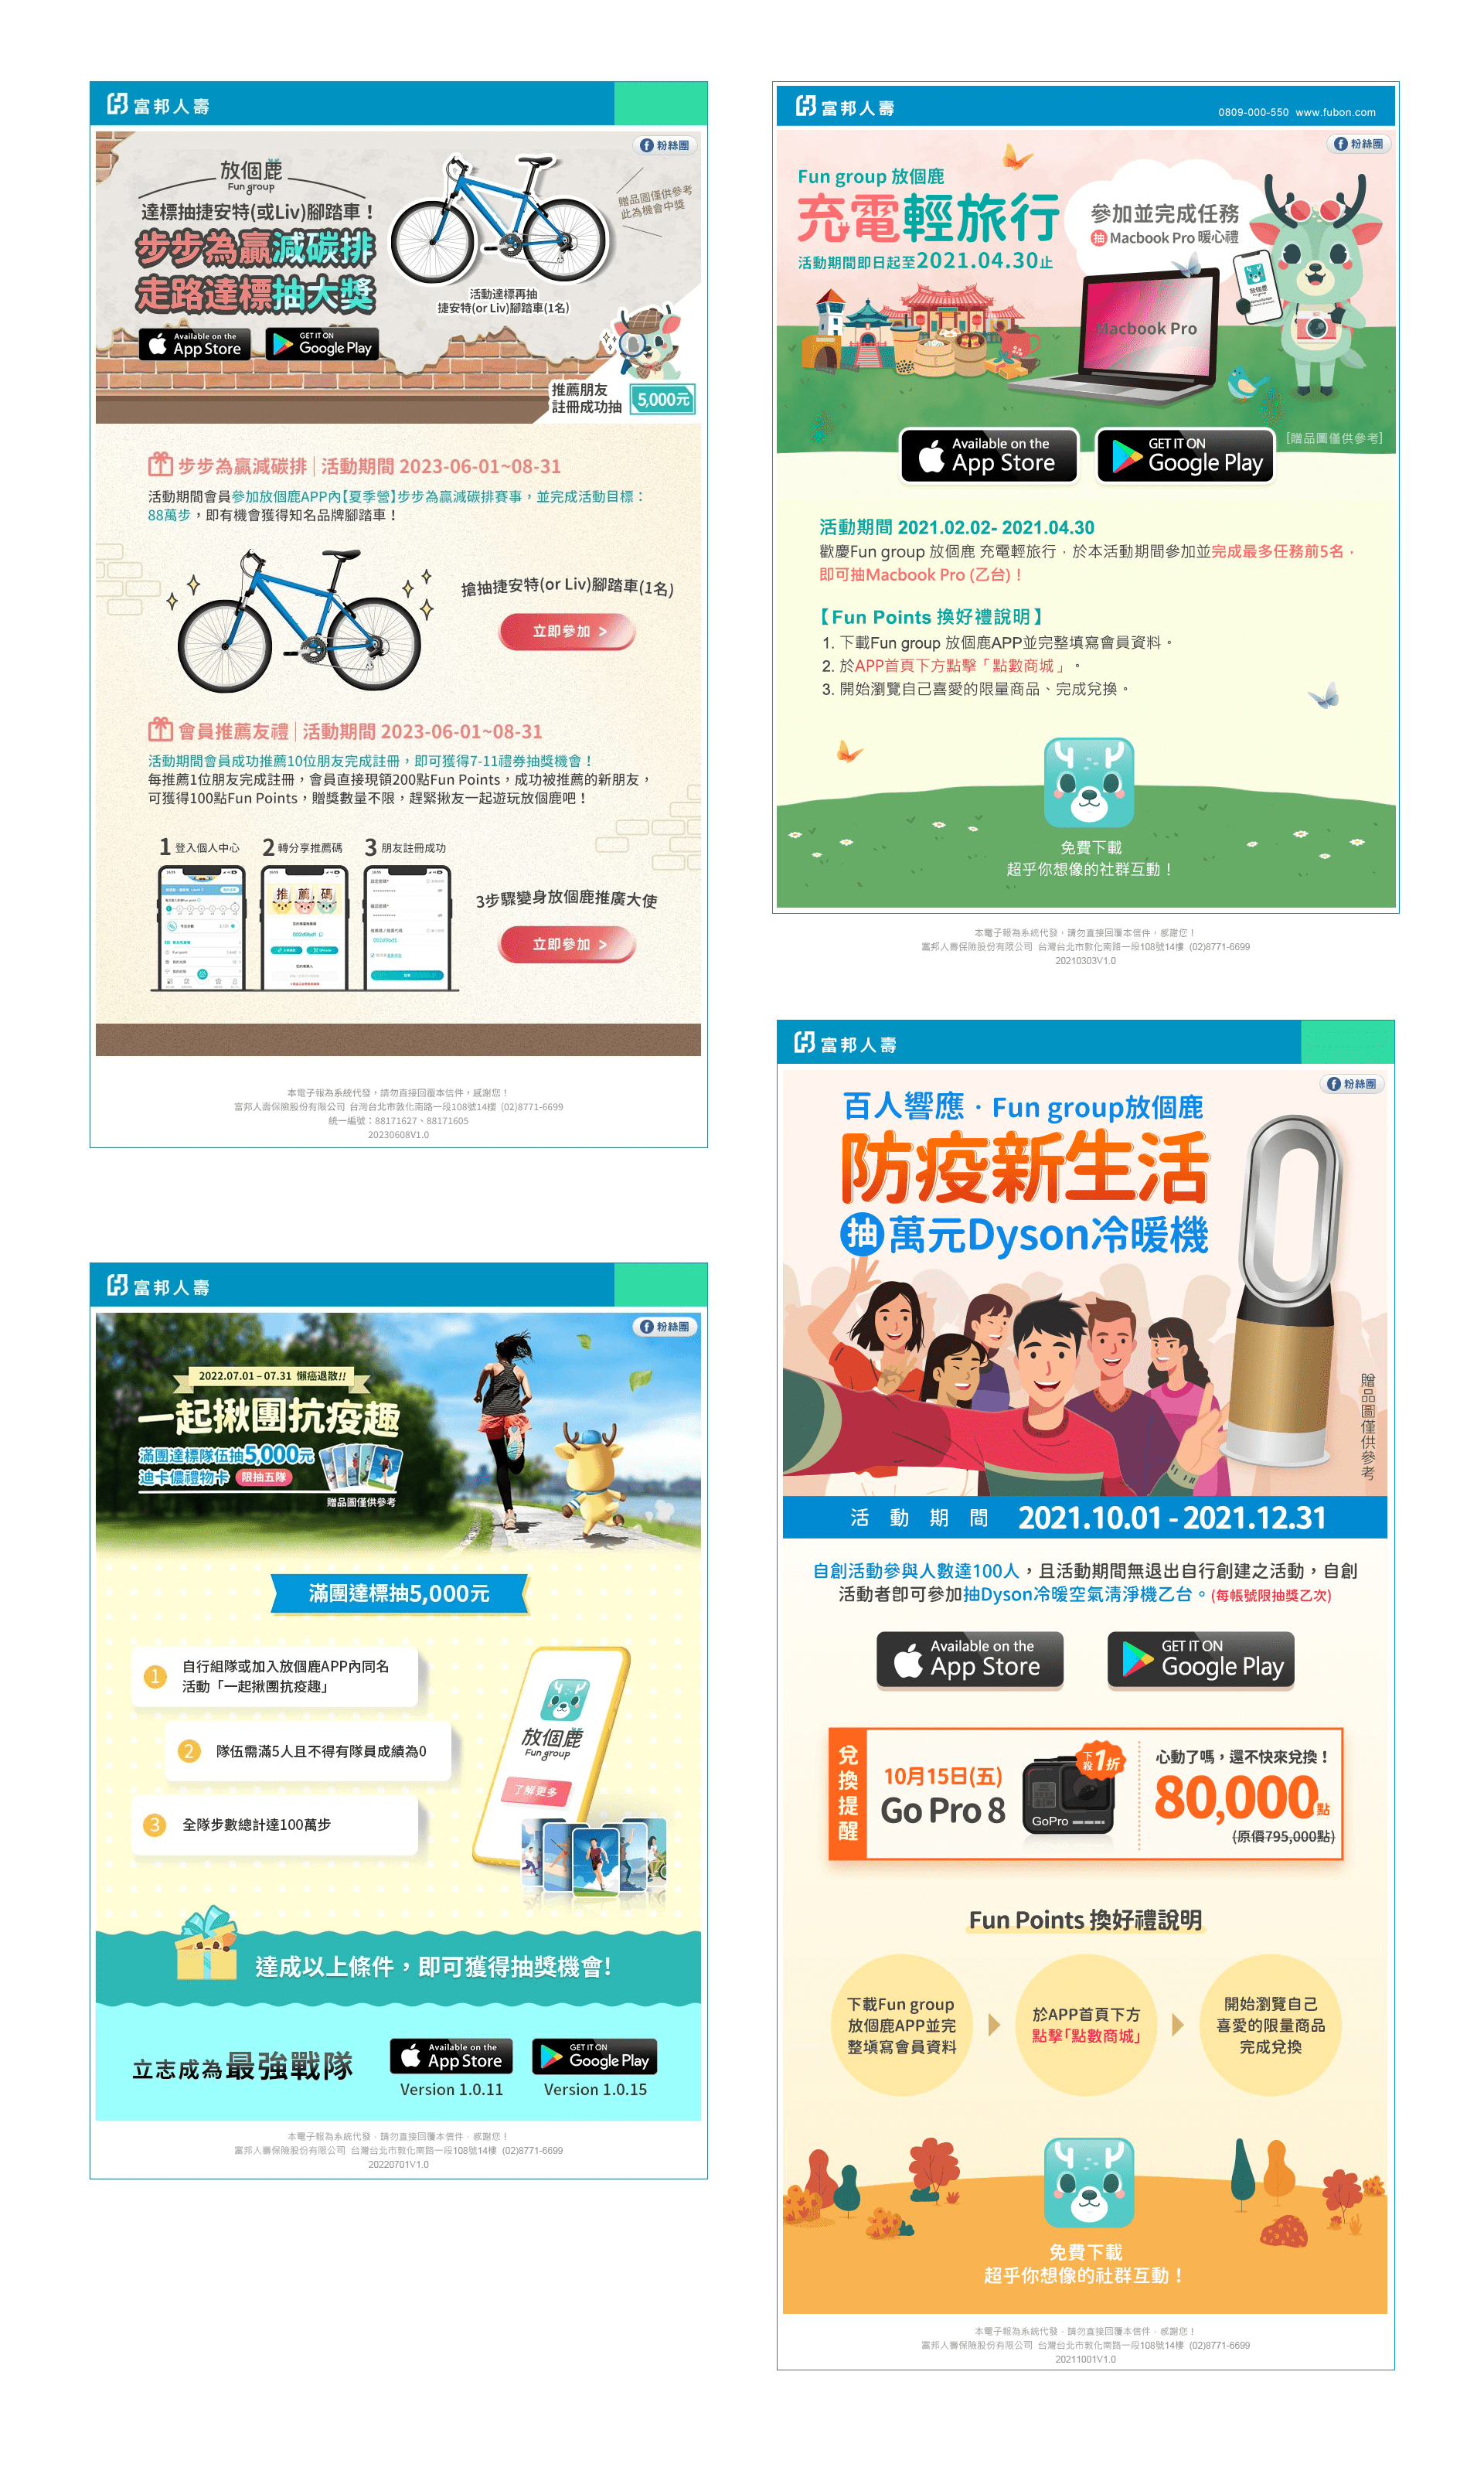 富邦人壽
粉絲團
放個鹿
Fun group
達標抽捷安特(或Liv)腳踏車！
步步為贏減碳排
走路達標抽大獎
贈品圖僅供參考
此為機會中獎
活動達標再抽
捷安特(or Liv)腳踏車(1名)
Available on the
App Store
GET IT ON
Google Play
推薦朋友
註冊成功抽
5,000元
步步為贏減碳排｜活動期間 2023-06-01~08-31
活動期間會員參加放個鹿APP內【夏季營】步步為贏減碳排賽事，並完成活動目標：
88萬步，即有機會獲得知名品牌腳踏車！
搶抽捷安特(or Liv)腳踏車(1名)
立即參加 >
會員推薦友禮｜活動期間 2023-06-01~08-31
活動期間會員成功推薦10位朋友完成註冊，即可獲得7-11禮券抽獎機會！
每推薦1位朋友完成註冊，會員直接現領200點Fun Points，成功被推薦的新朋友，
可獲得100點Fun Points，贈獎數量不限，趕緊揪友一起遊玩放個鹿吧！
1 登入個人中心
2 轉分享推薦碼
3 朋友註冊成功
推薦碼
3步驟變身放個鹿推廣大使
立即參加 >
本電子報為系統代發，請勿直接回覆本信件，感謝您！
富邦人壽保險股份有限公司 台灣台北市敦化南路一段108號14樓 (02)8771-6699
統一編號：88171627、88171605
20230608V1.0
富邦人壽
0809-000-550 www.fubon.com
粉絲團
Fun group 放個鹿
充電輕旅行
活動期間即日起至2021.04.30止
參加並完成任務
抽 Macbook Pro 暖心禮
放個鹿
Macbook Pro
Available on the
App Store
GET IT ON
Google Play
[贈品圖僅供參考]
活動期間 2021.02.02- 2021.04.30
歡慶Fun group 放個鹿 充電輕旅行，於本活動期間參加並完成最多任務前5名，
即可抽Macbook Pro (乙台)！
【Fun Points 換好禮說明】
1. 下載Fun group 放個鹿APP並完整填寫會員資料。
2. 於APP首頁下方點擊「點數商城」。
3. 開始瀏覽自己喜愛的限量商品、完成兌換。
免費下載
超乎你想像的社群互動！
本電子報為系統代發，請勿直接回覆本信件，感謝您！
富邦人壽保險股份有限公司 台灣台北市敦化南路一段108號14樓 (02)8771-6699
20210303V1.0
富邦人壽
粉絲團
2022.07.01－07.31 懶癌退散!!
一起揪團抗疫趣
滿團達標隊伍抽5,000元
迪卡儂禮物卡 限抽五隊
贈品圖僅供參考
滿團達標抽5,000元
1 自行組隊或加入放個鹿APP內同名
活動「一起揪團抗疫趣」
2 隊伍需滿5人且不得有隊員成績為0
3 全隊步數總計達100萬步
放個鹿
Fun group
了解更多
達成以上條件，即可獲得抽獎機會!
立志成為最強戰隊
Available on the
App Store
GET IT ON
Google Play
Version 1.0.11
Version 1.0.15
本電子報為系統代發，請勿直接回覆本信件，感謝您！
富邦人壽保險股份有限公司 台灣台北市敦化南路一段108號14樓 (02)8771-6699
20220701V1.0
富邦人壽
粉絲團
百人響應．Fun group放個鹿
防疫新生活
抽萬元Dyson冷暖機
贈品圖僅供參考
活動期間 2021.10.01 - 2021.12.31
自創活動參與人數達100人，且活動期間無退出自行創建之活動，自創
活動者即可參加抽Dyson冷暖空氣清淨機乙台。(每帳號限抽獎乙次)
Available on the
App Store
GET IT ON
Google Play
兌換提醒
10月15日(五)
Go Pro 8
GoPro
下殺1折
心動了嗎，還不快來兌換！
80,000點
(原價795,000點)
Fun Points 換好禮說明
下載Fun group
放個鹿APP並完
整填寫會員資料
於APP首頁下方
點擊「點數商城」
開始瀏覽自己
喜愛的限量商品
完成兌換
免費下載
超乎你想像的社群互動！
本電子報為系統代發，請勿直接回覆本信件，感謝您！
富邦人壽保險股份有限公司 台灣台北市敦化南路一段108號14樓 (02)8771-6699
20211001V1.0